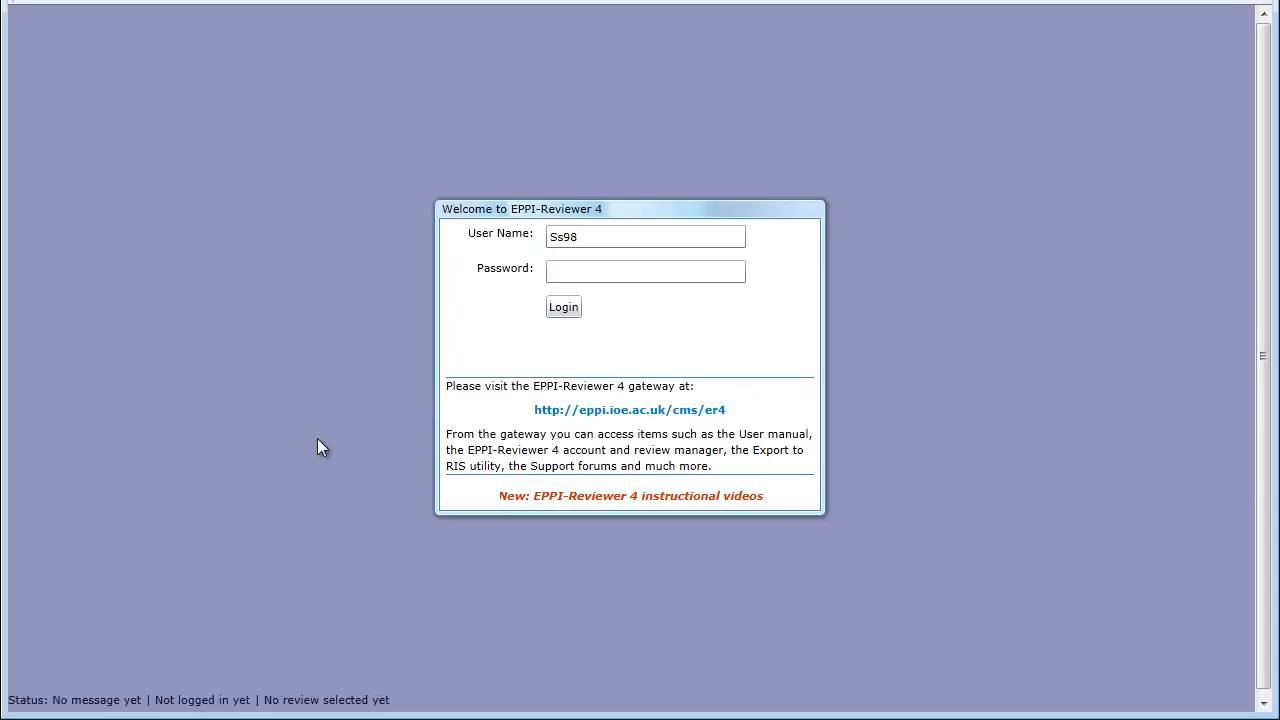 Welcome to EPPI-Reviewer 4
User Name: Ss98
Password:
Login
Please visit the EPPI-Reviewer 4 gateway at:
http://eppi.ioe.ac.uk/cms/er4
From the gateway you can access items such as the User manual,
the EPPI-Reviewer 4 account and review manager, the Export to
RIS utility, the Support forums and much more.
New: EPPI-Reviewer 4 instructional videos
Status: No message yet | Not logged in yet | No review selected yet